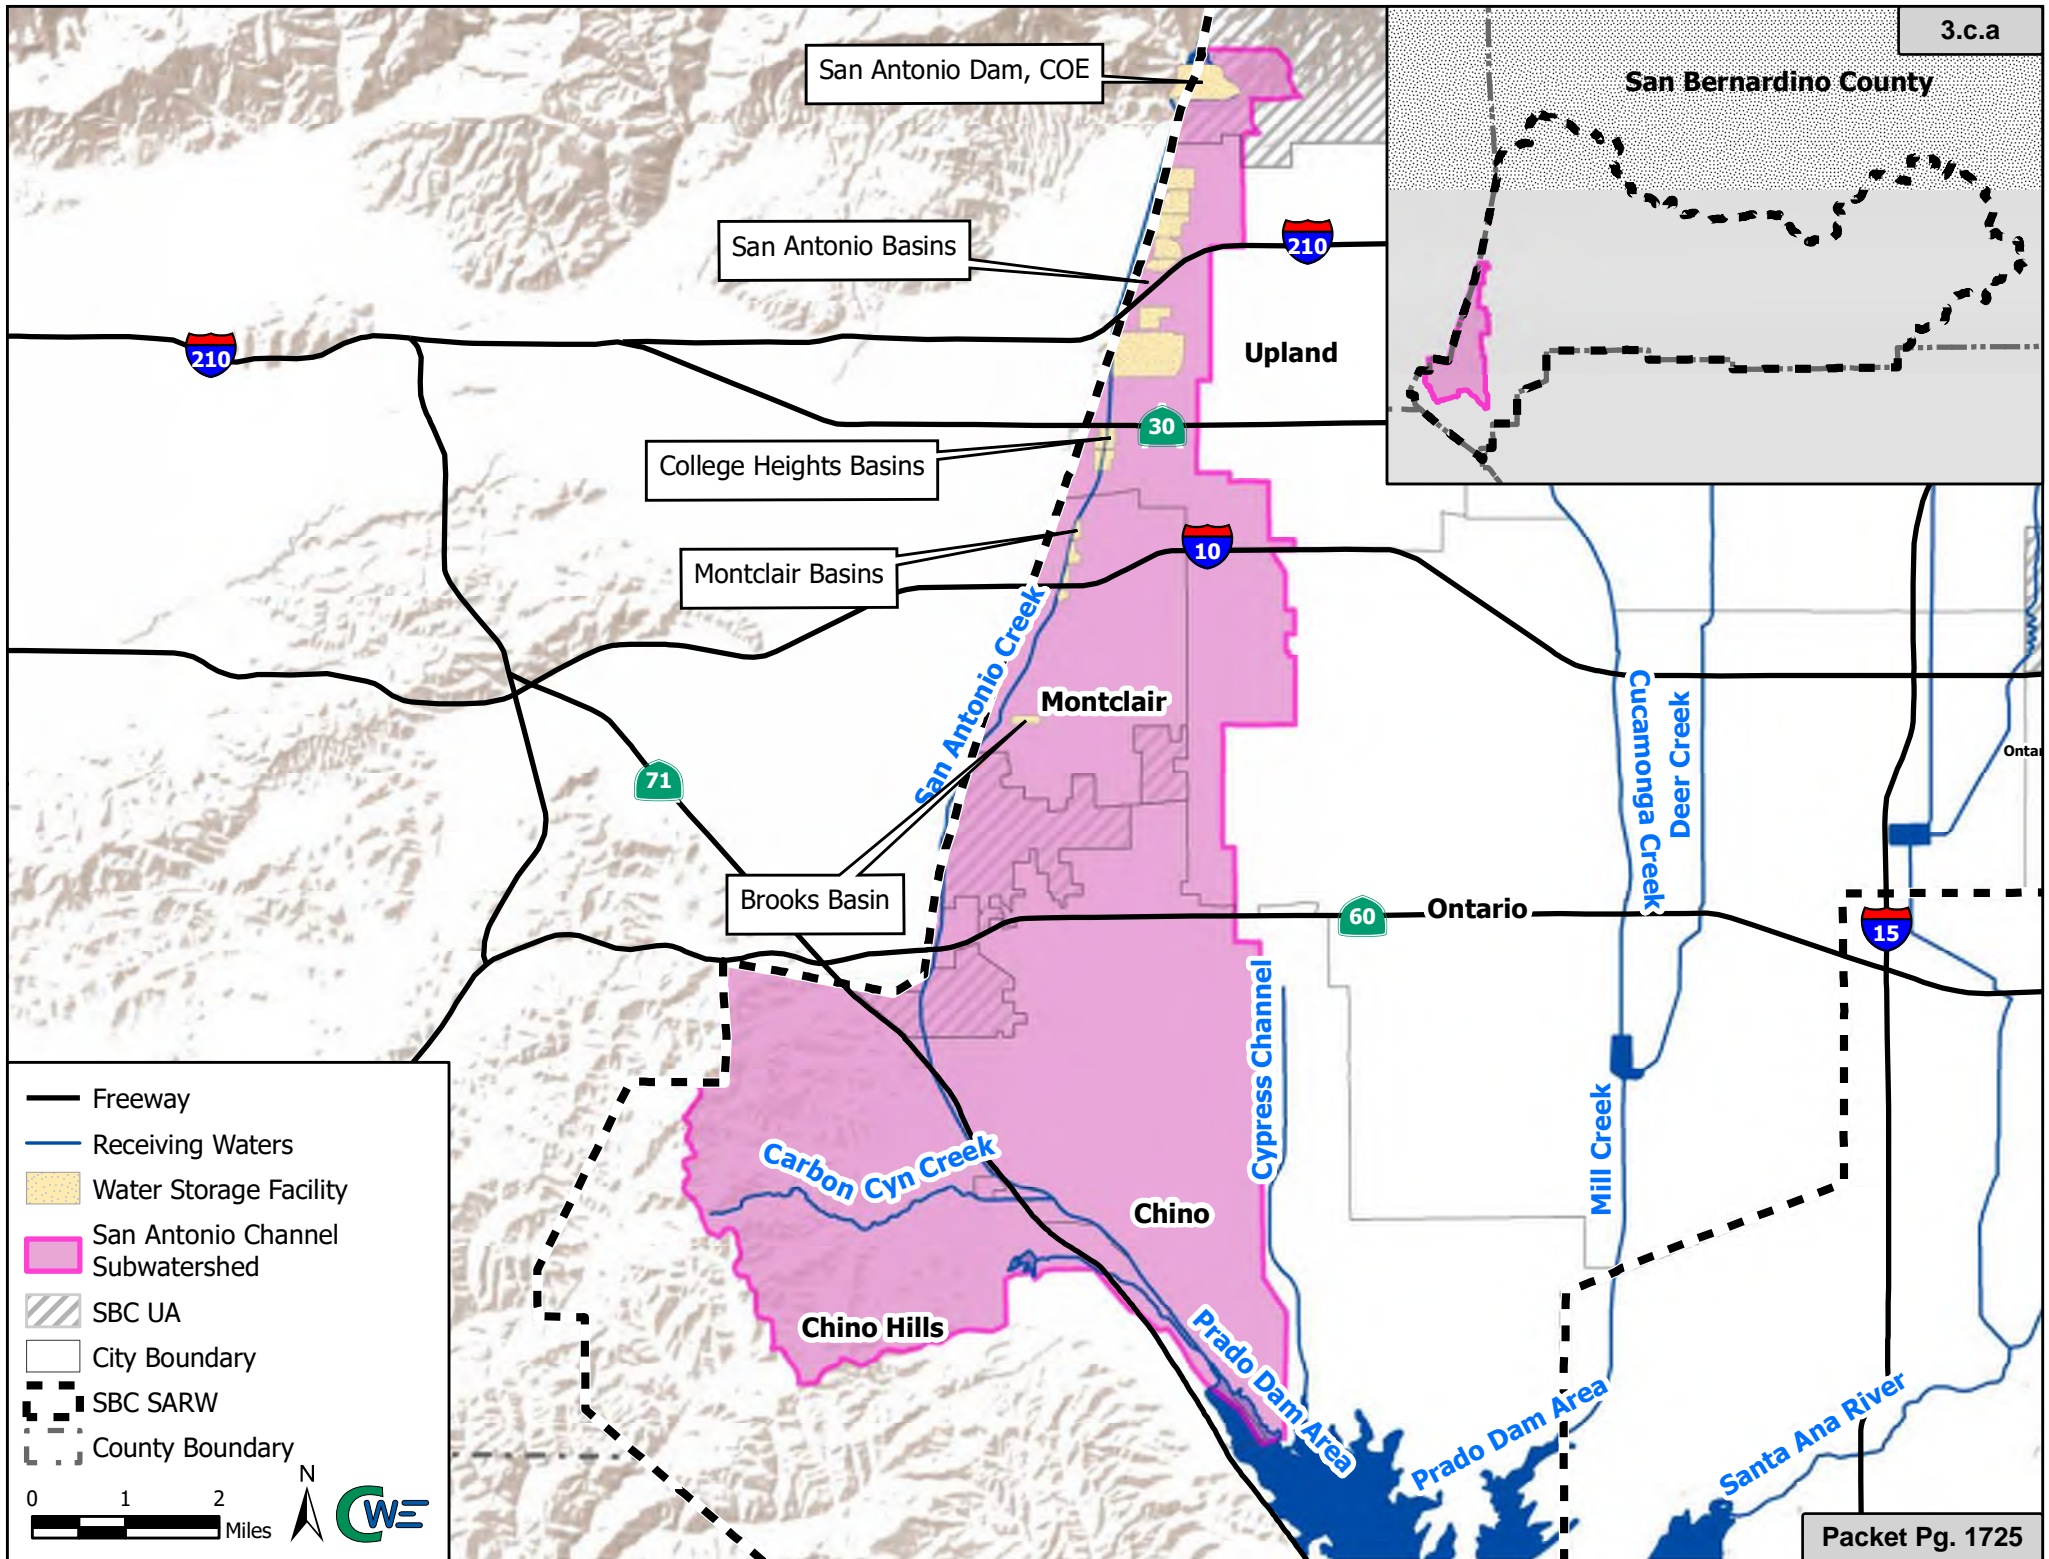 3.c.a
San Antonio Dam, COE
San Bernardino County
San Antonio Basins
210
210
Upland
30
College Heights Basins
10
Montclair Basins
San Antonio Creek
Montclair
Cucamonga Creek
Deer Creek
71
Brooks Basin
60
Ontario
15
Cypress Channel
Mill Creek
Carbon Cyn Creek
Chino
Chino Hills
Prado Dam Area
Prado Dam Area
Santa Ana River
Freeway
Receiving Waters
Water Storage Facility
San Antonio Channel
Subwatershed
SBC UA
City Boundary
SBC SARW
County Boundary
N
0 1 2
Miles
CWE
Packet Pg. 1725